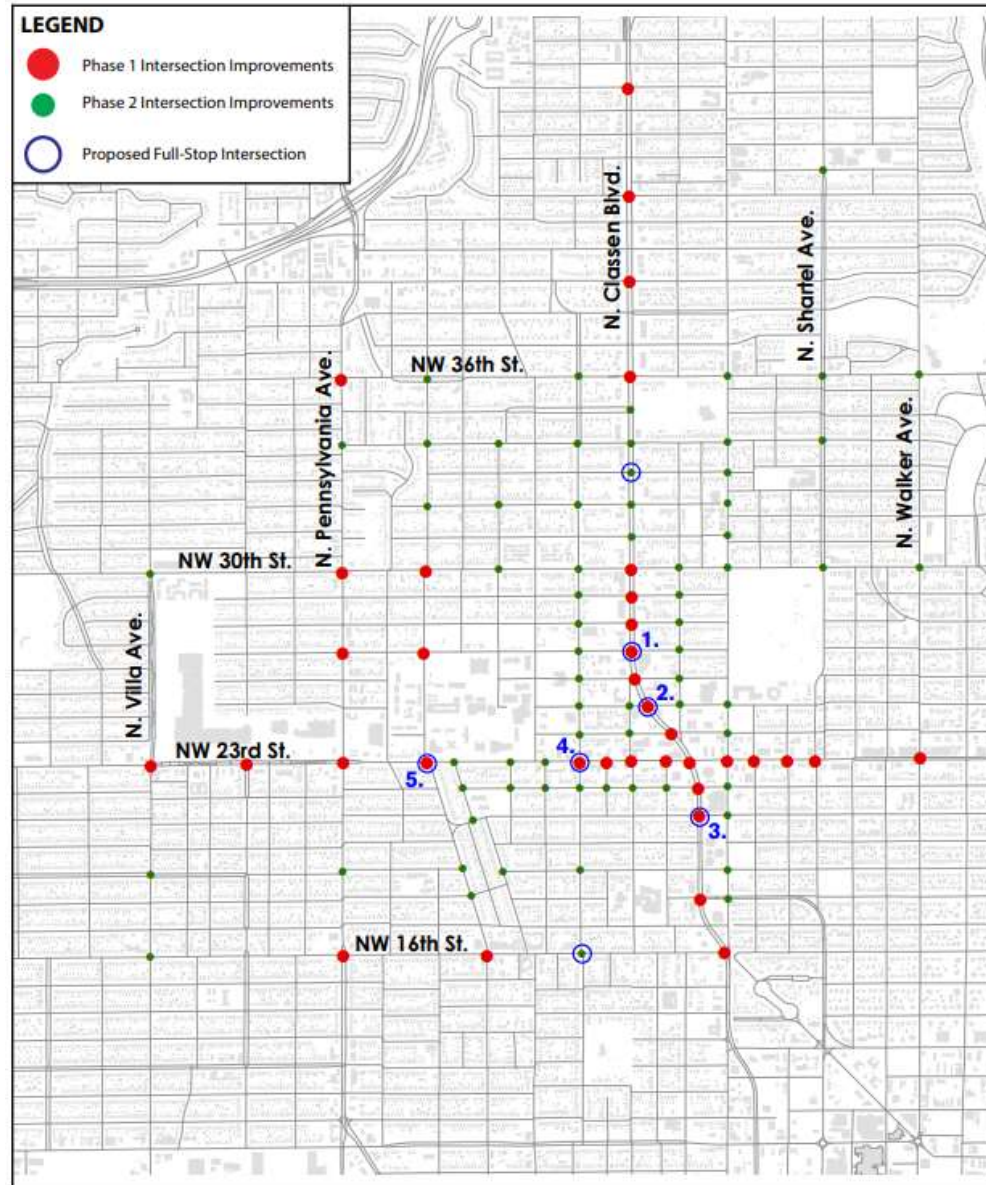 LEGEND
Phase 1 Intersection Improvements
Phase 2 Intersection Improvements
Proposed Full-Stop Intersection
N. Classen Blvd.
N. Shartel Ave.
NW 36th St.
N. Pennsylvania Ave.
N. Walker Ave.
NW 30th St.
1.
N. Villa Ave.
2.
NW 23rd St.
4.
5.
3.
NW 16th St.